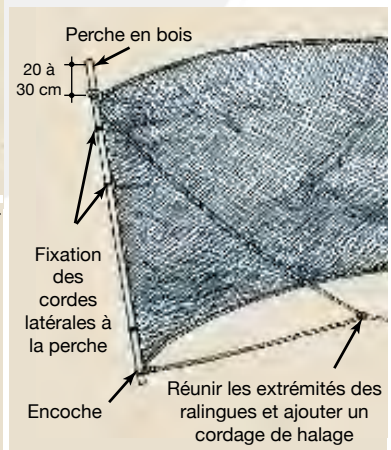 Perche en bois
20 à
30 cm
Fixation
des
cordes
latérales à
la perche
Encoche
Réunir les extrémités des
ralingues et ajouter un
cordage de halage